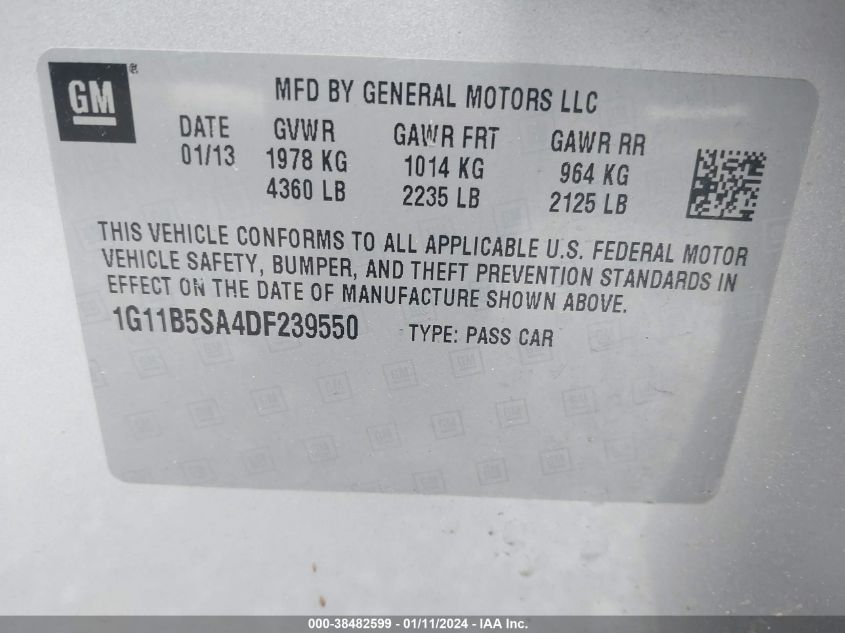 GM®
MFD BY GENERAL MOTORS LLC
DATE GVWR GAWR FRT GAWR RR
01/13 1978 KG 1014 KG 964 KG
4360 LB 2235 LB 2125 LB
THIS VEHICLE CONFORMS TO ALL APPLICABLE U.S. FEDERAL MOTOR
VEHICLE SAFETY, BUMPER, AND THEFT PREVENTION STANDARDS IN
EFFECT ON THE DATE OF MANUFACTURE SHOWN ABOVE.
1G11B5SA4DF239550 TYPE: PASS CAR
000-38482599 - 01/11/2024 - IAA Inc.